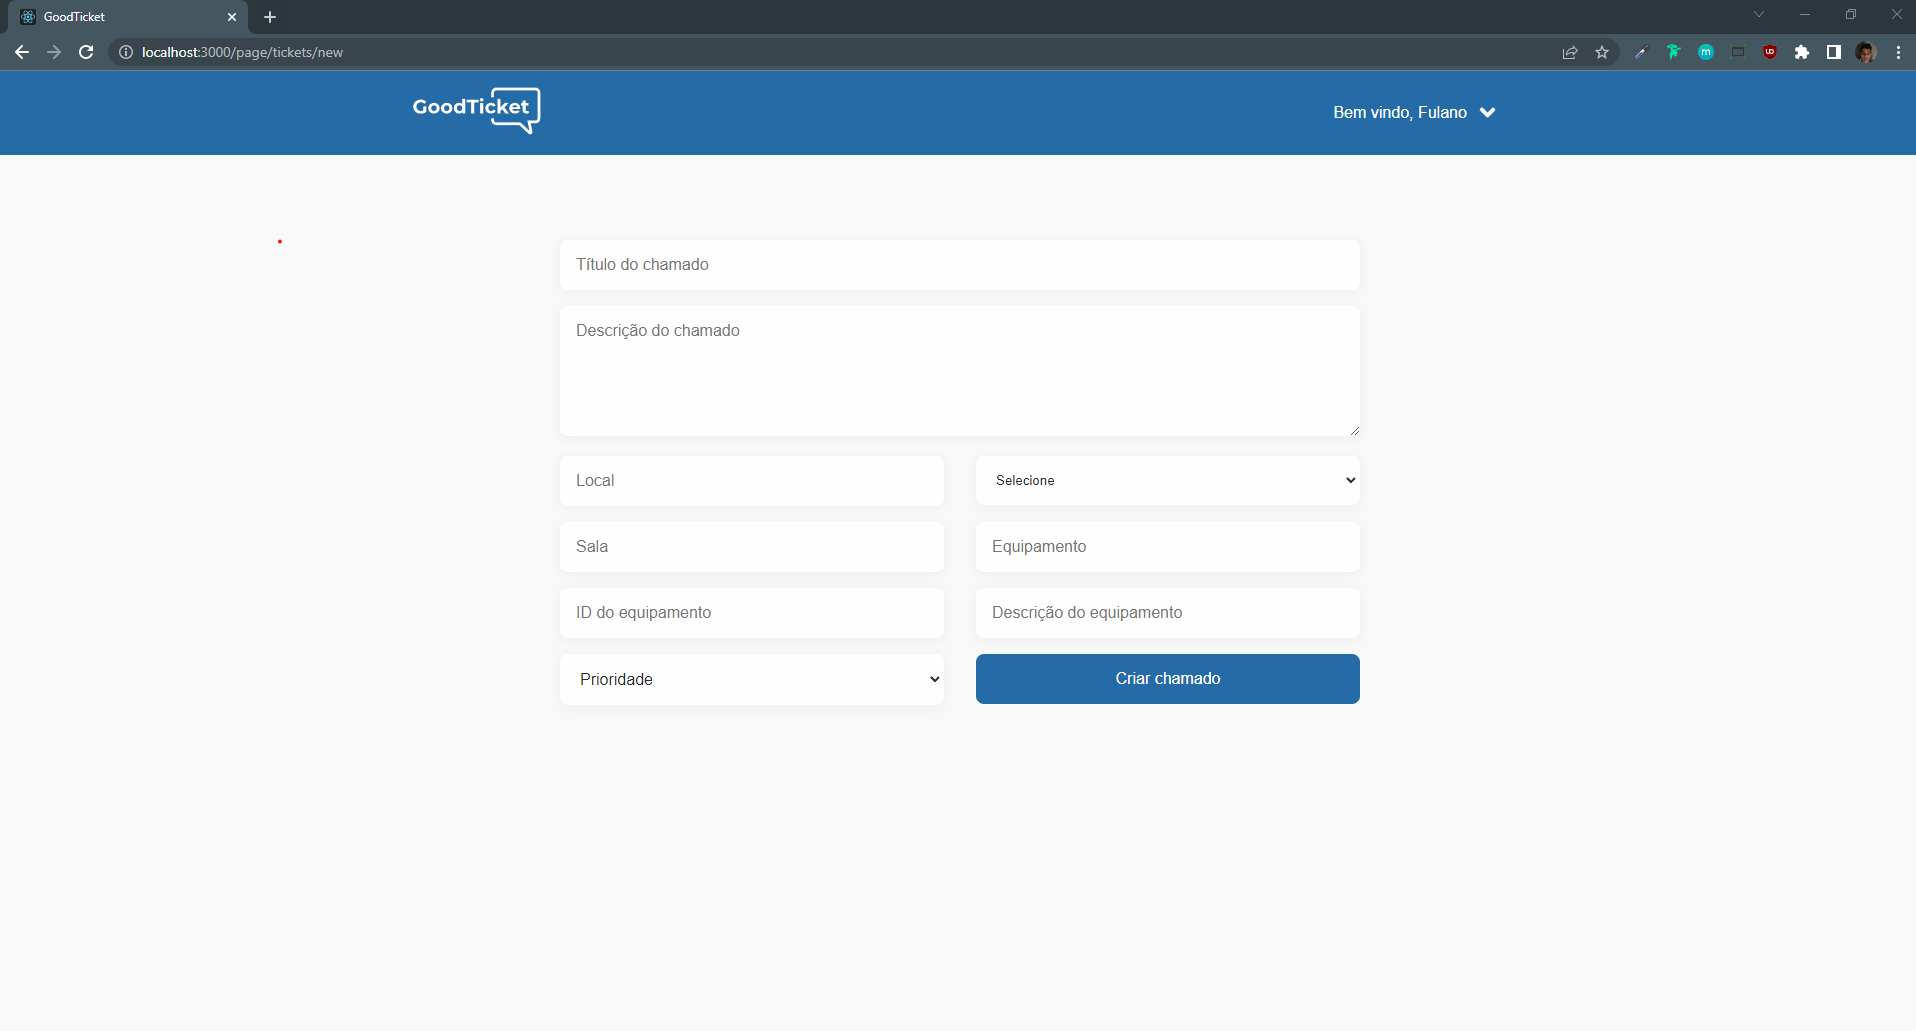 GoodTicket
localhost:3000/page/tickets/new
GoodTicket
Bem vindo, Fulano
Título do chamado
Descrição do chamado
Local
Selecione
Sala
Equipamento
ID do equipamento
Descrição do equipamento
Prioridade
Criar chamado